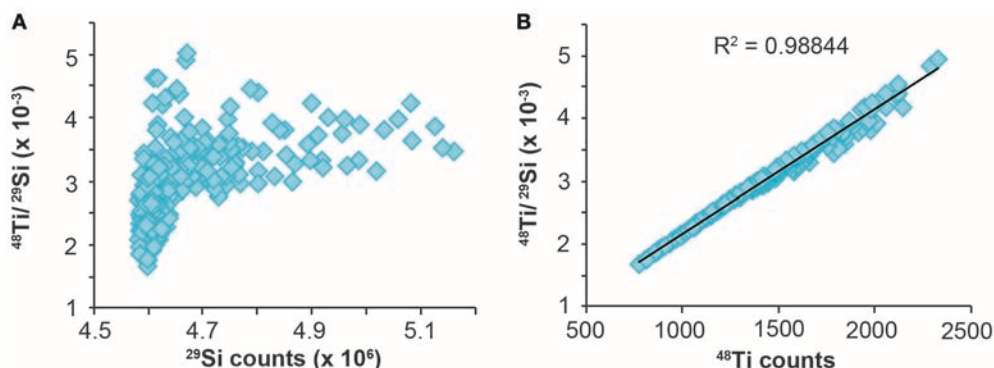 A
⁴⁸Ti/²⁹Si (x 10⁻³)
5
4
3
2
1
4.5
4.7
4.9
5.1
²⁹Si counts (x 10⁶)
B
R² = 0.98844
⁴⁸Ti/²⁹Si (x 10⁻³)
5
4
3
2
1
500
1000
1500
2000
2500
⁴⁸Ti counts